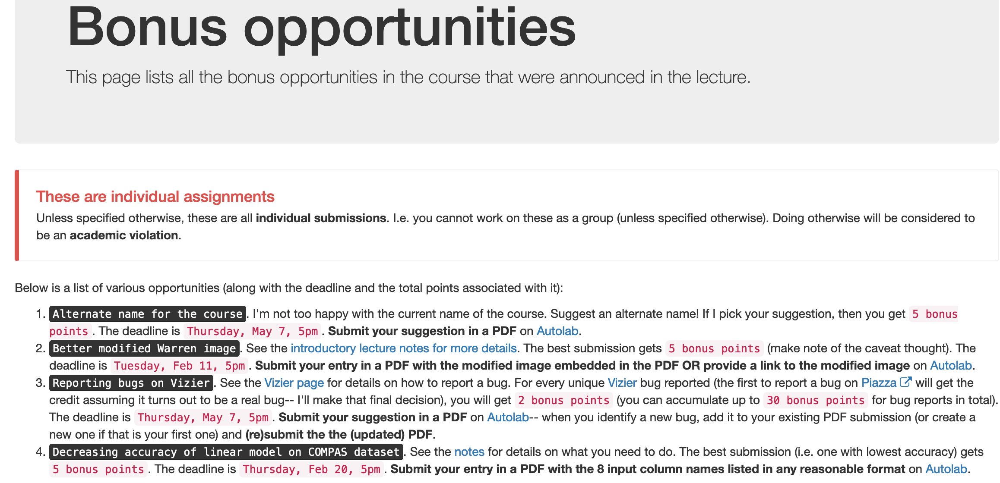 Bonus opportunities
This page lists all the bonus opportunities in the course that were announced in the lecture.
These are individual assignments
Unless specified otherwise, these are all individual submissions. I.e. you cannot work on these as a group (unless specified otherwise). Doing otherwise will be considered to
be an academic violation.
Below is a list of various opportunities (along with the deadline and the total points associated with it):
1. Alternate name for the course. I'm not too happy with the current name of the course. Suggest an alternate name! If I pick your suggestion, then you get 5 bonus
points. The deadline is Thursday, May 7, 5pm. Submit your suggestion in a PDF on Autolab.
2. Better modified Warren image. See the introductory lecture notes for more details. The best submission gets 5 bonus points (make note of the caveat thought). The
deadline is Tuesday, Feb 11, 5pm. Submit your entry in a PDF with the modified image embedded in the PDF OR provide a link to the modified image on Autolab.
3. Reporting bugs on Vizier. See the Vizier page for details on how to report a bug. For every unique Vizier bug reported (the first to report a bug on Piazza will get the
credit assuming it turns out to be a real bug-- I'll make that final decision), you will get 2 bonus points (you can accumulate up to 30 bonus points for bug reports in total).
The deadline is Thursday, May 7, 5pm. Submit your suggestion in a PDF on Autolab-- when you identify a new bug, add it to your existing PDF submission (or create a
new one if that is your first one) and (re)submit the the (updated) PDF.
4. Decreasing accuracy of linear model on COMPAS dataset. See the notes for details on what you need to do. The best submission (i.e. one with lowest accuracy) gets
5 bonus points. The deadline is Thursday, Feb 20, 5pm. Submit your entry in a PDF with the 8 input column names listed in any reasonable format on Autolab.